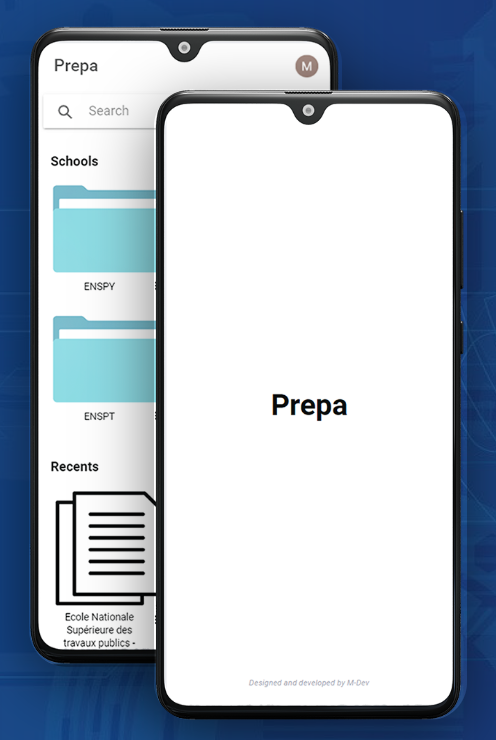 Prepa
M
Search
Schools
ENSPY
ENSPT
Recents
Ecole Nationale
Supérieure des
travaux publics -
Prepa
Designed and developed by M-Dev